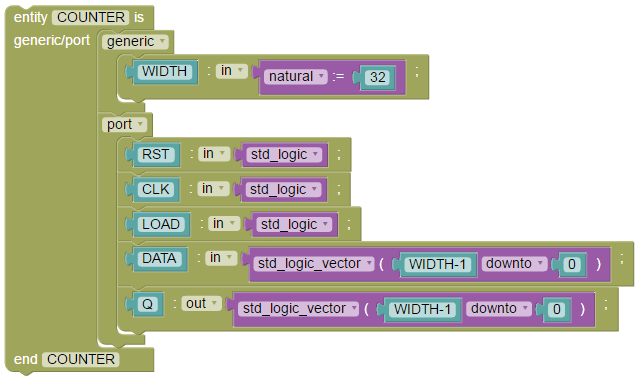 entity COUNTER is
generic/port generic
WIDTH : in natural := 32 ;
port
RST : in std_logic ;
CLK : in std_logic ;
LOAD : in std_logic ;
DATA : in std_logic_vector ( WIDTH-1 downto 0 ) ;
Q : out std_logic_vector ( WIDTH-1 downto 0 ) ;
end COUNTER